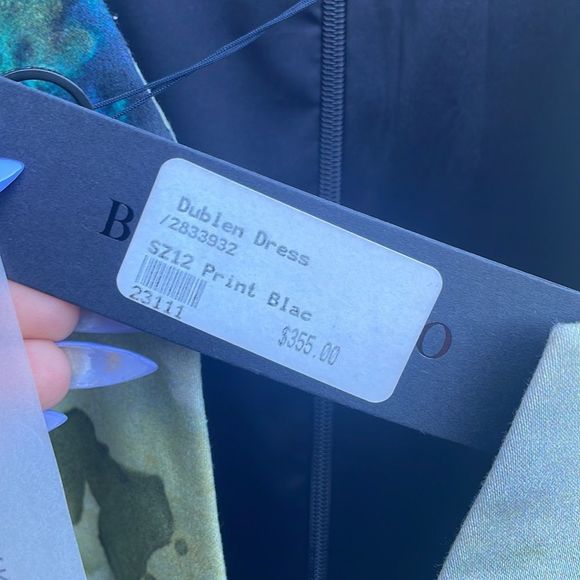 B O
Dublen Dress
/2833932
SZ12 Print Blac
23111
$355.00